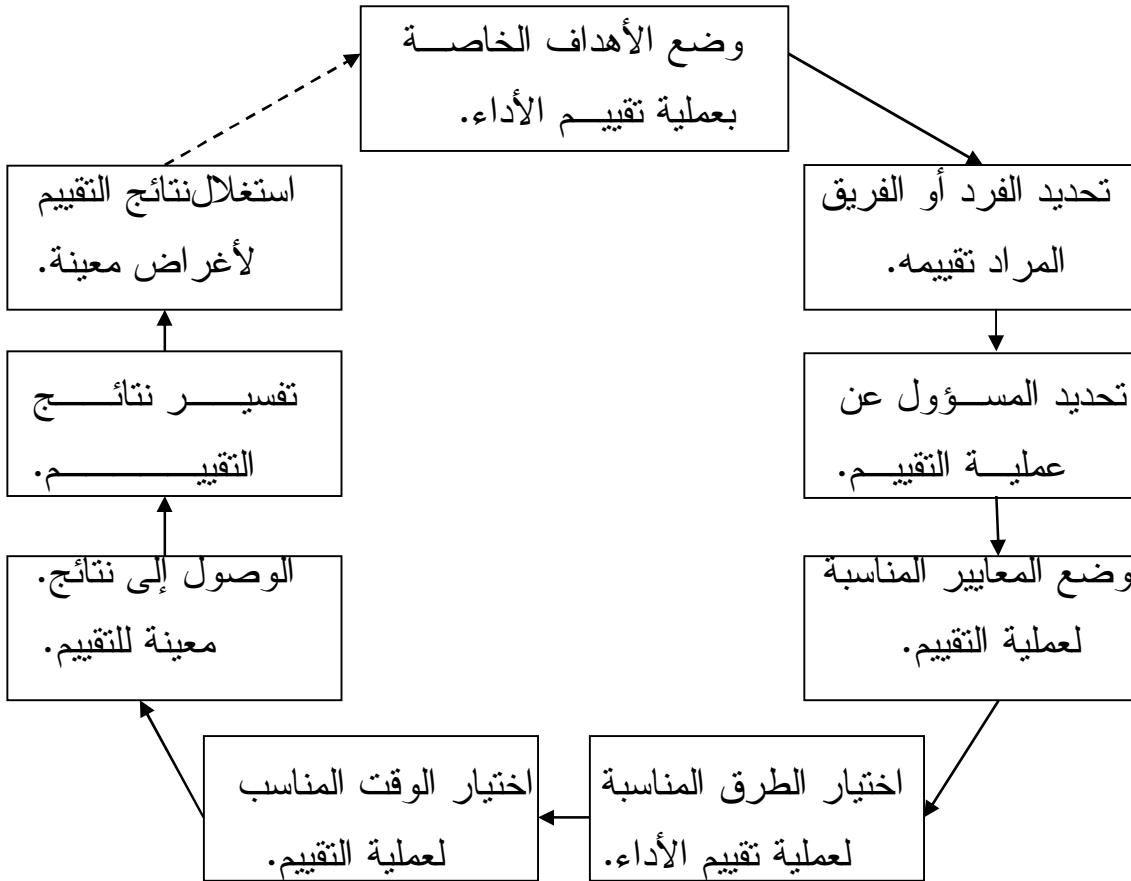 وضع الأهداف الخاصة
بعملية تقييم الأداء.
تحديد الفرد أو الفريق
المراد تقييمه.
تحديد المسؤول عن
عملية التقييم.
وضع المعايير المناسبة
لعملية التقييم.
اختيار الطرق المناسبة
لعملية تقييم الأداء.
اختيار الوقت المناسب
لعملية التقييم.
الوصول إلى نتائج.
معينة للتقييم.
تفسير نتائج
التقييم.
استغلال نتائج التقييم
لأغراض معينة.